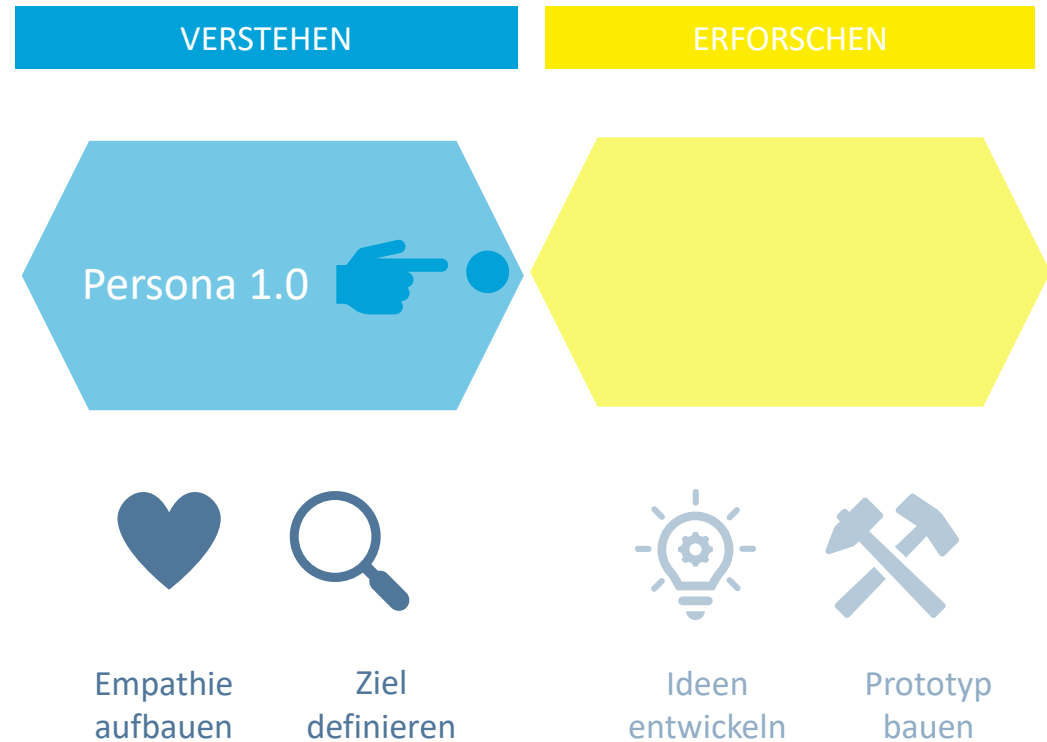 VERSTEHEN
ERFORSCHEN
Persona 1.0
Empathie
aufbauen
Ziel
definieren
Ideen
entwickeln
Prototyp
bauen